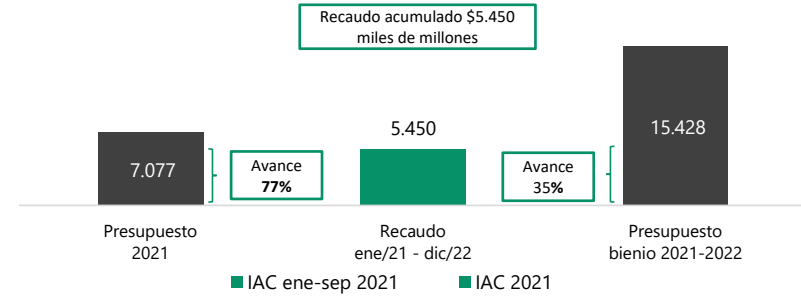 Recaudo acumulado $5.450
miles de millones
7.077
Avance
77%
5.450
Avance
35%
15.428
Presupuesto
2021
Recaudo
ene/21 - dic/22
Presupuesto
bienio 2021-2022
IAC ene-sep 2021
IAC 2021